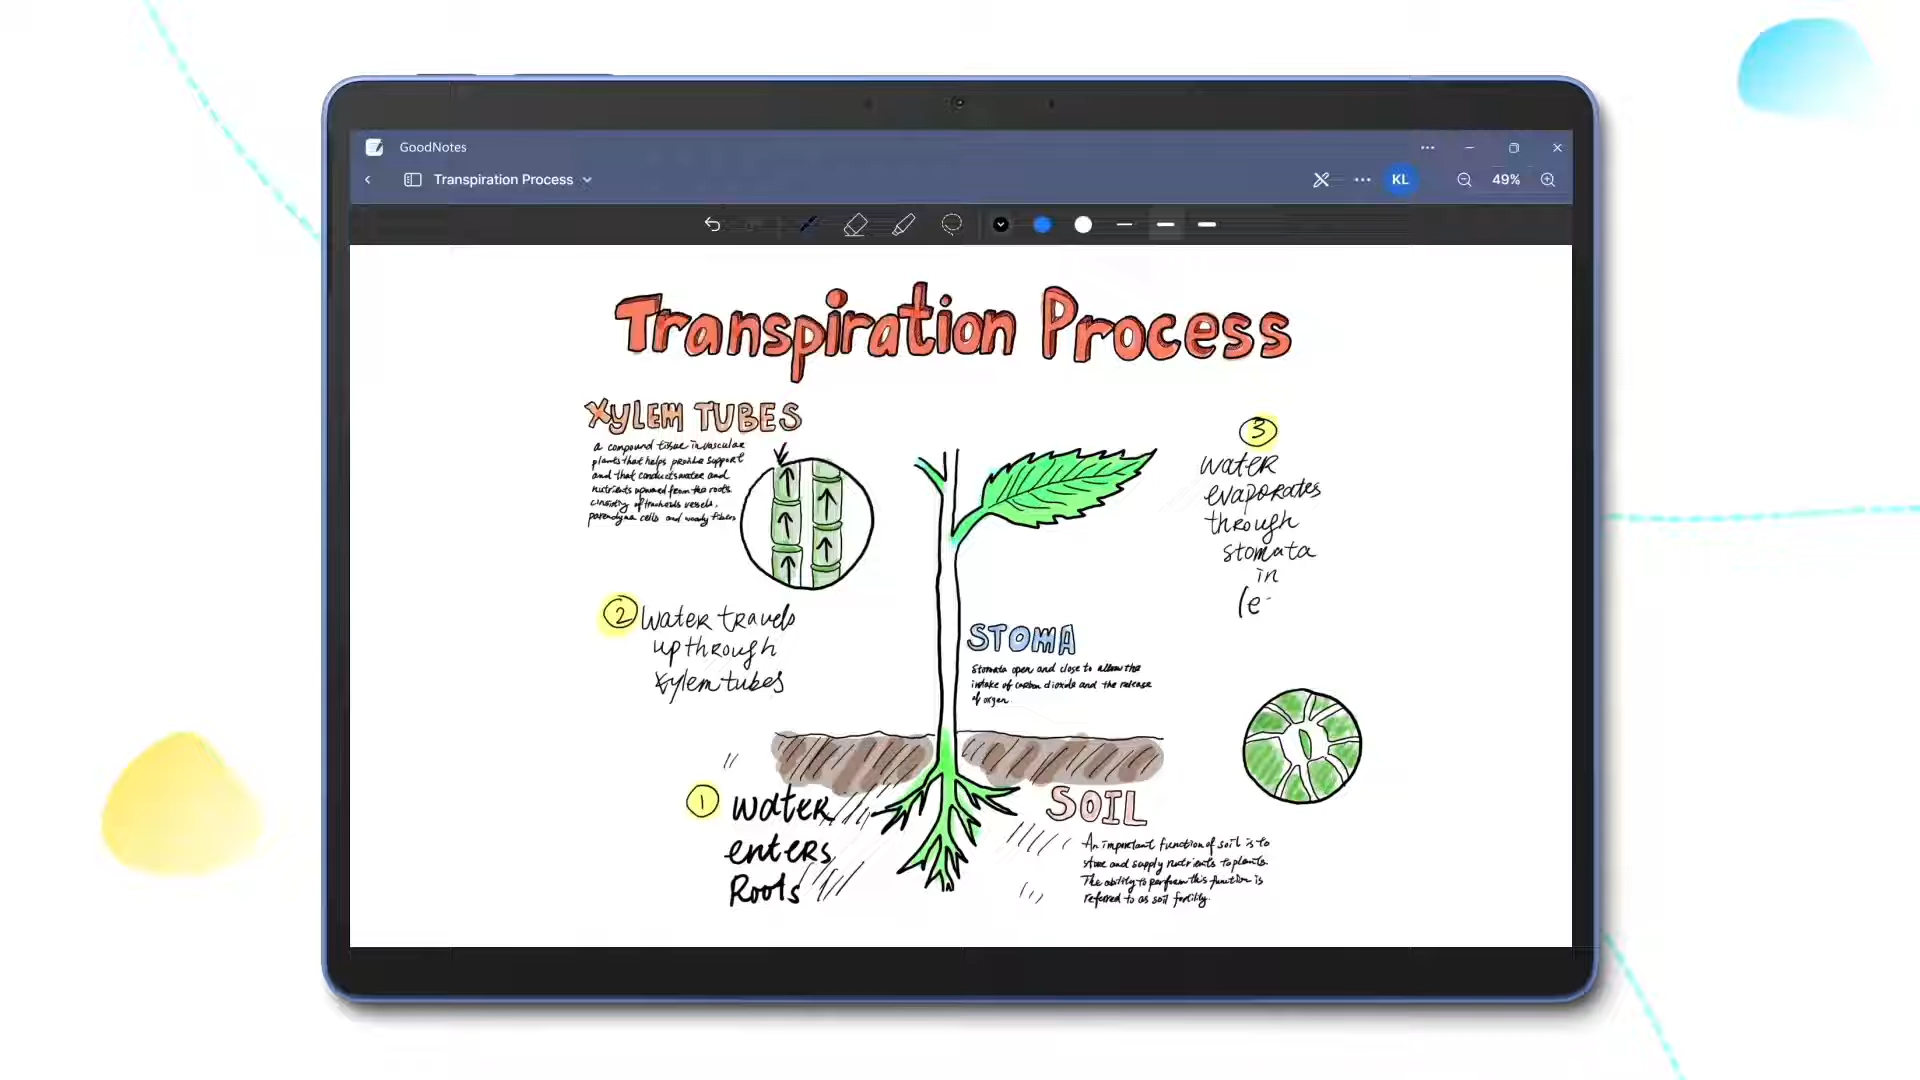 GoodNotes
Transpiration Process
KL
49%
Transpiration Process
XYLEM TUBES
a compound tissue in vascular
plants that helps provide support
and that conducts water and
nutrients upward from the roots
consisting of tracheids vessels,
parenchyma cells and woody fibers
3
water
evaporates
through
stomata
in
le
2 Water travels
up through
xylem tubes
STOMA
Stomata open and close to allow the
intake of carbon dioxide and the release
of
1 water
enters
Roots
SOIL
An important function of soil is to
store and supply nutrients to plants.
The ability to perform this function is
referred to as soil fertility.